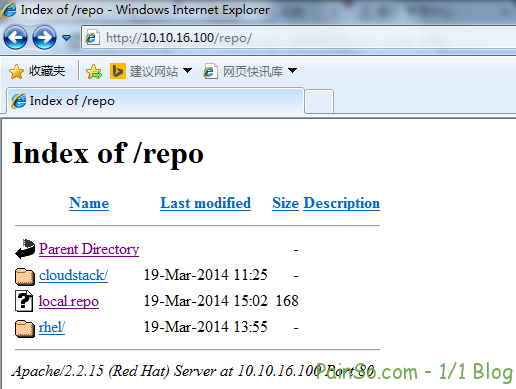 Index of /repo - Windows Internet Explorer
http://10.10.16.100/repo/
收藏夹 建议网站 网页快讯库
Index of /repo
Index of /repo
Name Last modified Size Description
Parent Directory -
cloudstack/ 19-Mar-2014 11:25 -
local.repo 19-Mar-2014 15:02 168
rhel/ 19-Mar-2014 13:55 -
Apache/2.2.15 (Red Hat) Server at 10.10.16.100 Port 80
PainSo.com - 1/1 Blog